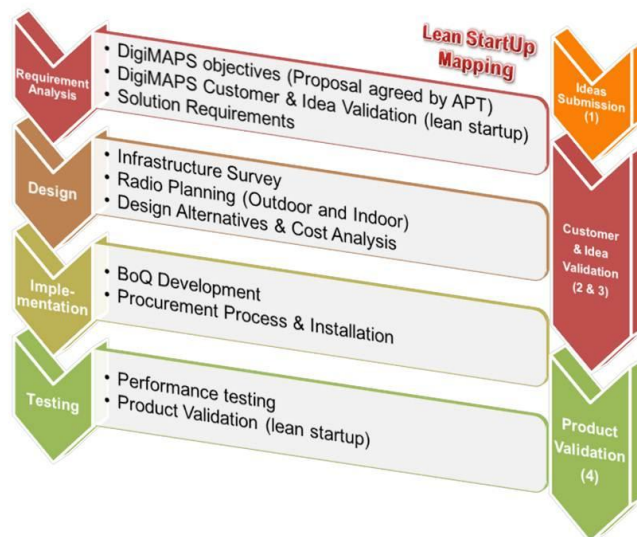 Lean StartUp
Mapping
Requirement
Analysis
• DigiMAPS objectives (Proposal agreed by APT)
• DigiMAPS Customer & Idea Validation (lean startup)
• Solution Requirements
Ideas
Submission
(1)
Design
• Infrastructure Survey
• Radio Planning (Outdoor and Indoor)
• Design Alternatives & Cost Analysis
Customer
& Idea
Validation
(2 & 3)
Imple-
mentation
• BoQ Development
• Procurement Process & Installation
Testing
• Performance testing
• Product Validation (lean startup)
Product
Validation
(4)